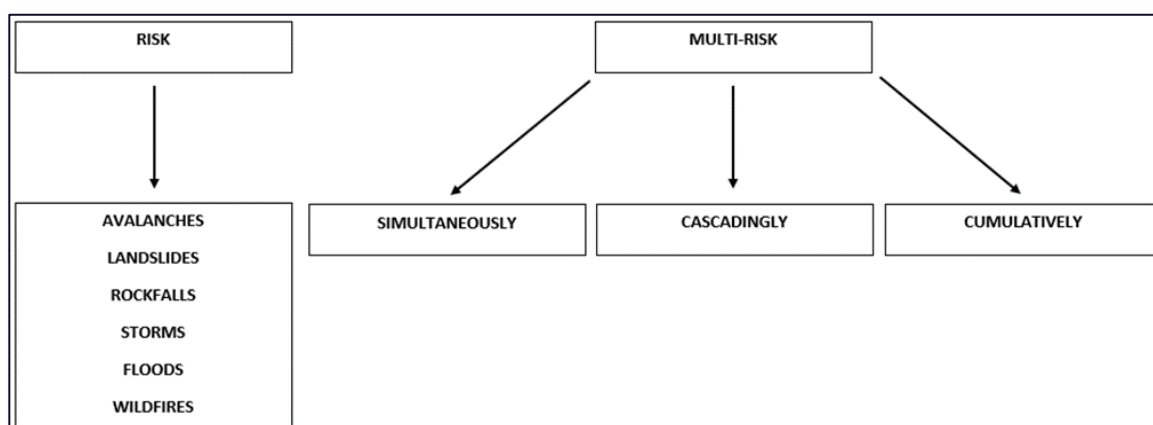 RISK
MULTI-RISK
AVALANCHES
LANDSLIDES
ROCKFALLS
STORMS
FLOODS
WILDFIRES
SIMULTANEOUSLY
CASCADINGLY
CUMULATIVELY